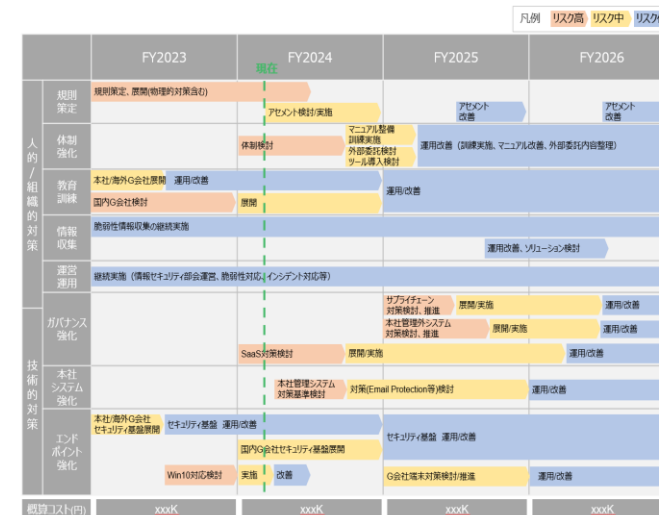 凡例 リスク高 リスク中
FY2023 FY2024 FY2025 FY2026
現在
人的/組織的対策
規則
策定
規則策定、展開(物理的対策含む)
アセメント検討/実施
アセメント
改善
アセメント
改善
体制
強化
体制検討
マニュアル整備
訓練実施
外部委託検討
ツール導入検討
運用改善(訓練実施、マニュアル改善、外部委託内容整理)
教育
訓練
本社/海外G会社展開 運用/改善
国内G会社検討
展開
運用/改善
情報
収集
脆弱性情報収集の継続実施
運用改善、ソリューション検討
運営
運用
継続実施(情報セキュリティ部会運営、脆弱性対応、インシデント対応等)
技術的対策
ガバナンス
強化
サプライチェーン
対策検討、推進
展開/実施
運用/改善
本社管理外システム
対策検討、推進
展開/実施
運用/改善
SaaS対策検討
展開/実施
運用/改善
本社
システム
強化
本社管理システム
対策基準検討
対策(Email Protection等)検討
運用/改善
エンド
ポイント
強化
本社/海外G会社
セキュリティ基盤展開
セキュリティ基盤 運用/改善
国内G会社セキュリティ基盤展開
セキュリティ基盤 運用/改善
Win10対応検討
実施
改善
G会社端末対策検討/推進
運用/改善
概算コスト(円) xxxK xxxK xxxK xxxK